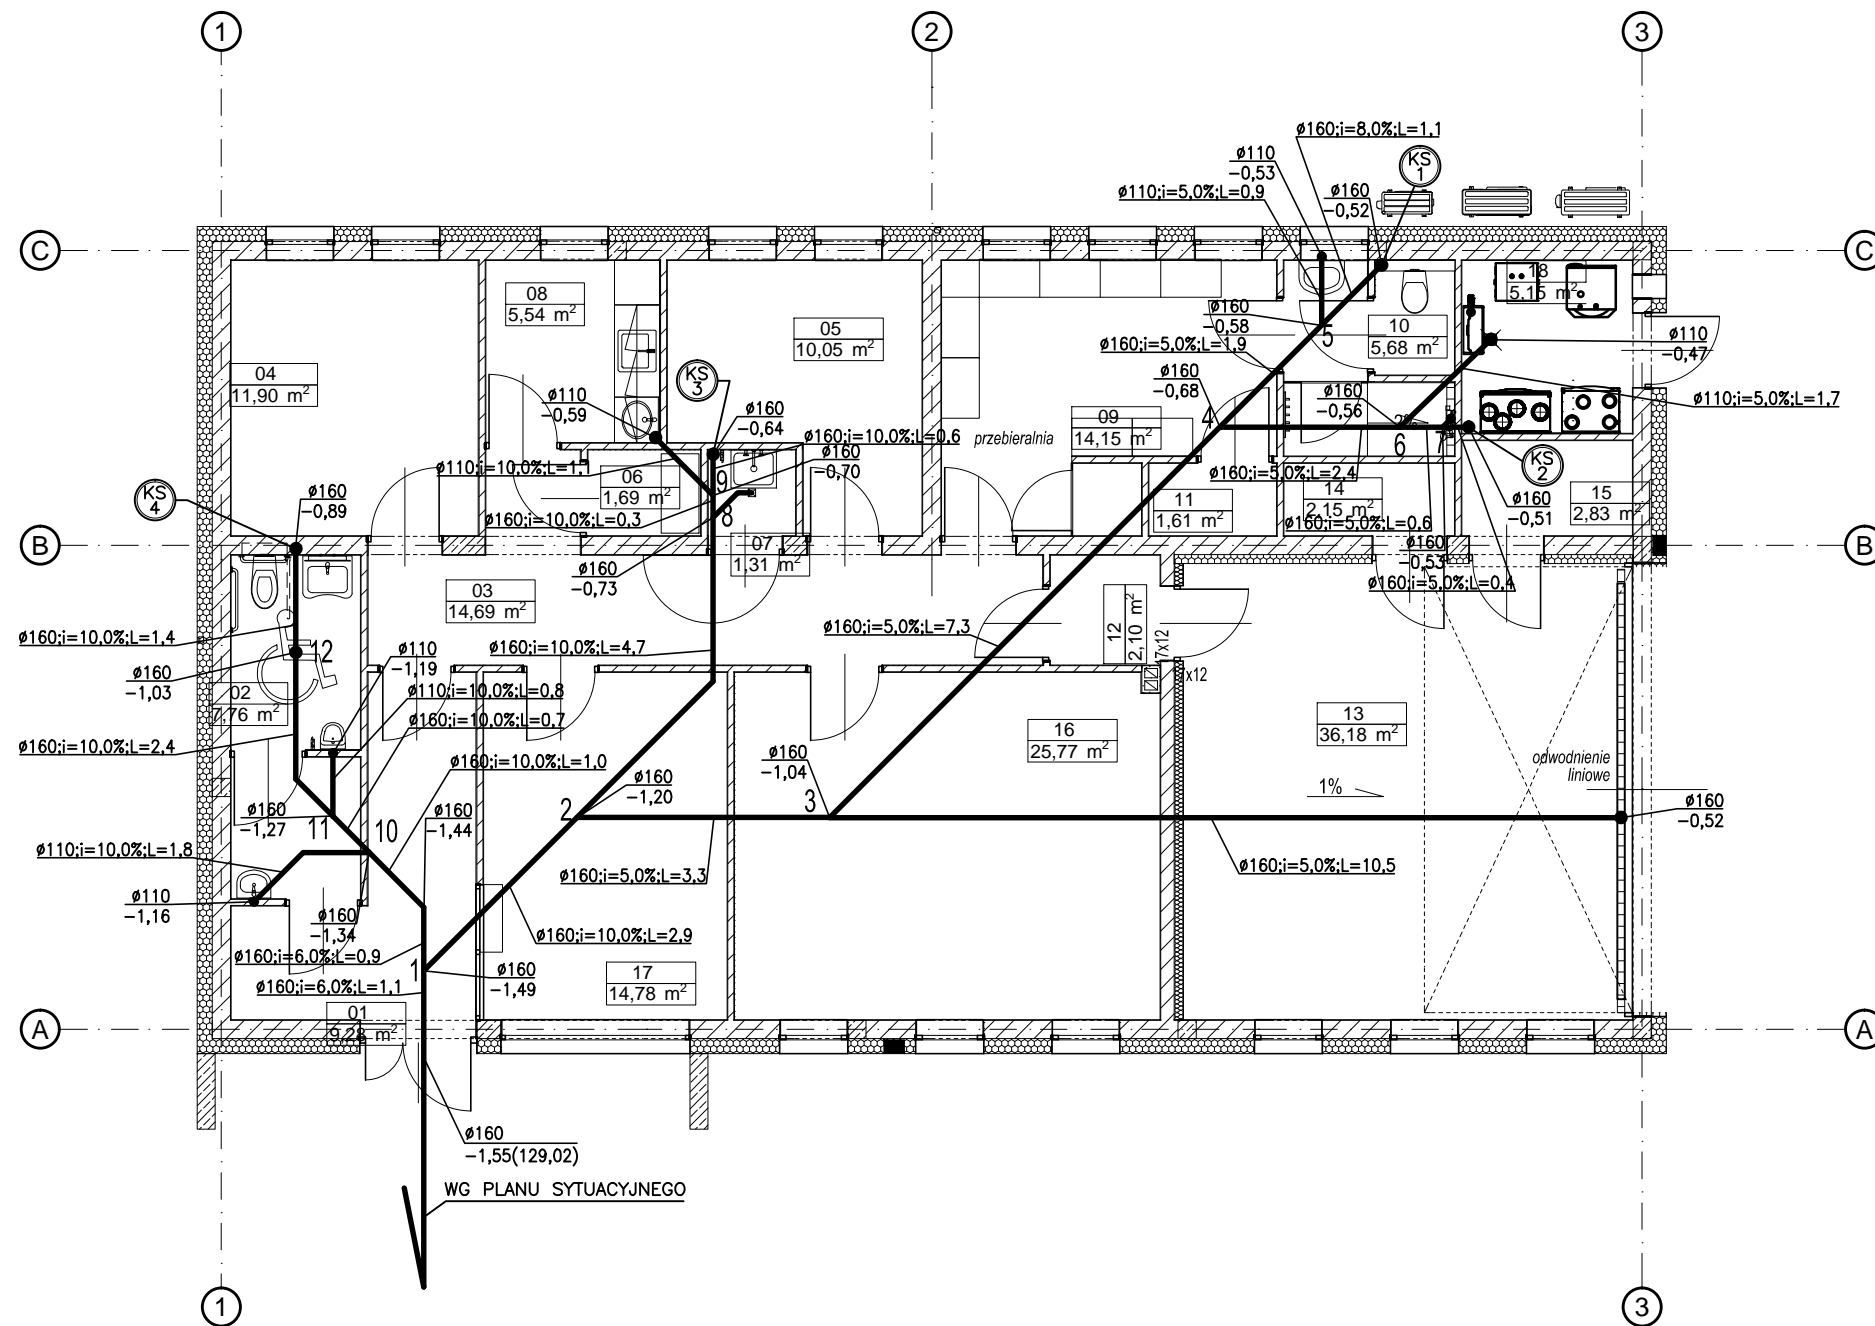 1
2
3
ø160;i=8,0%;L=1,1
ø110
-0,53
KS
1
ø110;i=5,0%;L=0,9
ø160
-0,52
C
C
18
5,15 m²
08
5,54 m²
05
10,05 m²
ø160
-0,58
5
10
5,68 m²
ø110
-0,47
ø160;i=5,0%;L=1,9
04
11,90 m²
KS
3
ø160
-0,68
ø110
-0,59
ø160
-0,64
ø160
-0,56
ø110;i=5,0%;L=1,7
4
09
14,15 m²
2%
przebieralnia
6
7
ø160;i=10,0%;L=0,6
ø160
-0,70
ø110;i=10,0%;L=1,1
06
1,69 m²
9
ø160;i=5,0%;L=2,4
KS
2
KS
4
ø160
-0,89
14
2,15 m²
15
2,83 m²
11
1,61 m²
ø160
-0,51
ø160;i=10,0%;L=0,3
8
ø160;i=5,0%;L=0,6
B
B
07
1,31 m²
ø160
-0,53
ø160
-0,73
ø160;i=5,0%;L=0,4
03
14,69 m²
12
2,10 m²
ø160;i=10,0%;L=1,4
ø160;i=10,0%;L=4,7
ø160;i=5,0%;L=7,3
12
ø110
-1,19
7x12
7x12
ø160
-1,03
02
7,76 m²
ø110;i=10,0%;L=0,8
ø160;i=10,0%;L=0,7
13
36,18 m²
16
25,77 m²
ø160;i=10,0%;L=2,4
ø160;i=10,0%;L=1,0
ø160
-1,04
odwodnienie
liniowe
ø160
-1,20
1%
ø160
-1,27
11
10
ø160
-1,44
2
3
ø160
-0,52
ø110;i=10,0%;L=1,8
ø160;i=5,0%;L=3,3
ø160;i=5,0%;L=10,5
ø110
-1,16
ø160
-1,34
ø160;i=10,0%;L=2,9
ø160;i=6,0%;L=0,9
1
ø160
-1,49
17
14,78 m²
ø160;i=6,0%;L=1,1
01
9,28 m²
A
A
ø160
-1,55(129,02)
WG PLANU SYTUACYJNEGO
1
3